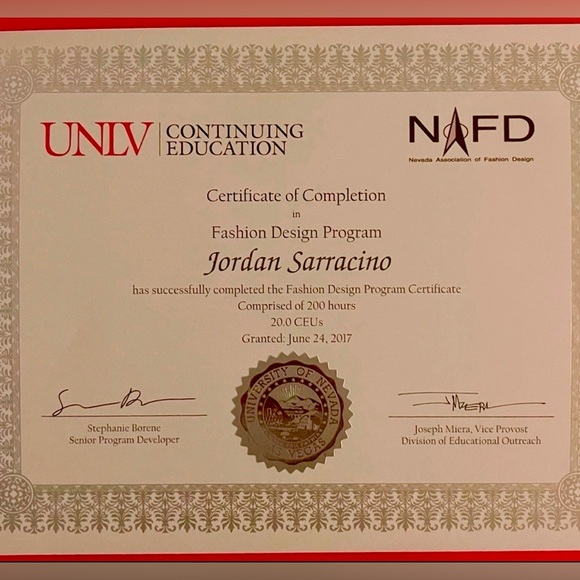 UNLV CONTINUING EDUCATION
NAFD
Nevada Association of Fashion Design
Certificate of Completion
in
Fashion Design Program
Jordan Sarracino
has successfully completed the Fashion Design Program Certificate
Comprised of 200 hours
20.0 CEUs
Granted: June 24, 2017
UNIVERSITY OF NEVADA
LAS VEGAS
Stephanie Borene
Senior Program Developer
Joseph Miera, Vice Provost
Division of Educational Outreach